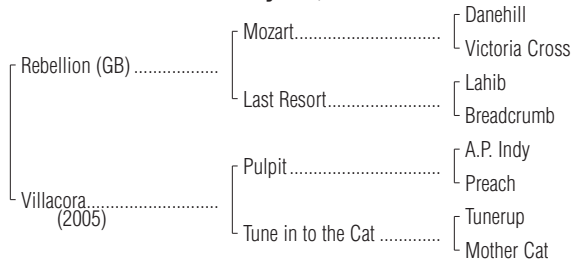 Danehill
Mozart..............................
Victoria Cross
Rebellion (GB) .................
Lahib
Last Resort.......................
Breadcrumb
A.P. Indy
Pulpit...............................
Preach
Villacora...........................
(2005)
Tunerup
Tune in to the Cat .............
Mother Cat